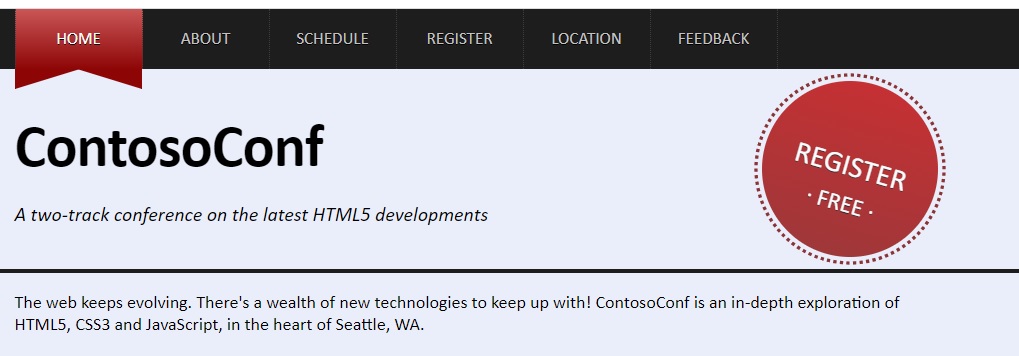 HOME ABOUT SCHEDULE REGISTER LOCATION FEEDBACK
ContosoConf
A two-track conference on the latest HTML5 developments
REGISTER
· FREE ·
The web keeps evolving. There's a wealth of new technologies to keep up with! ContosoConf is an in-depth exploration of
HTML5, CSS3 and JavaScript, in the heart of Seattle, WA.